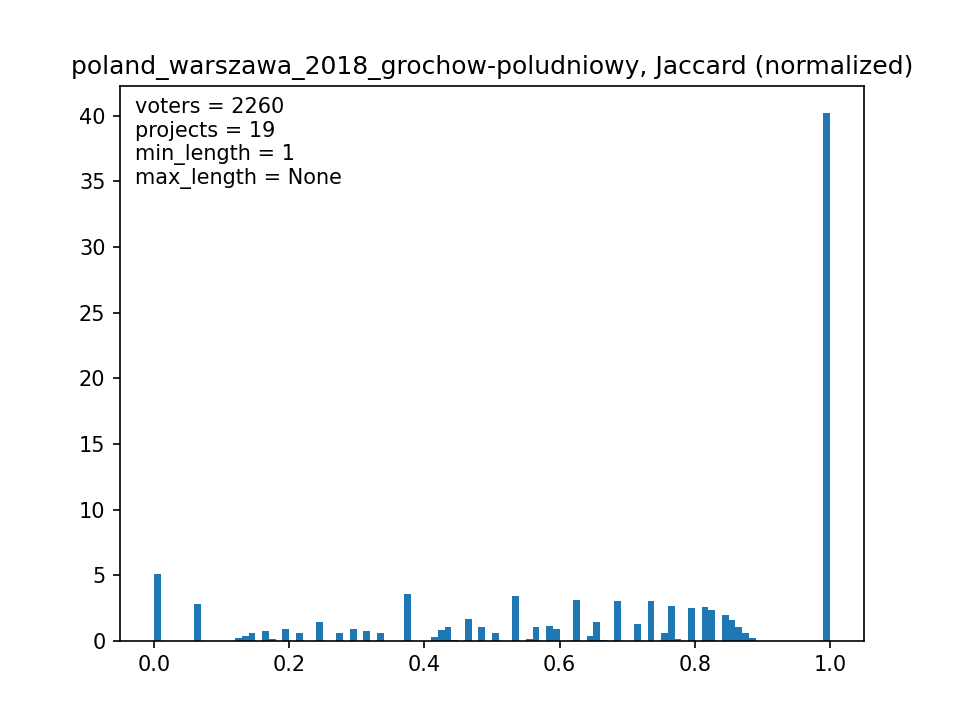 poland_warszawa_2018_grochow-poludniowy, Jaccard (normalized)
voters = 2260
projects = 19
min_length = 1
max_length = None
40
35
30
25
20
15
10
5
0
0.0 0.2 0.4 0.6 0.8 1.0